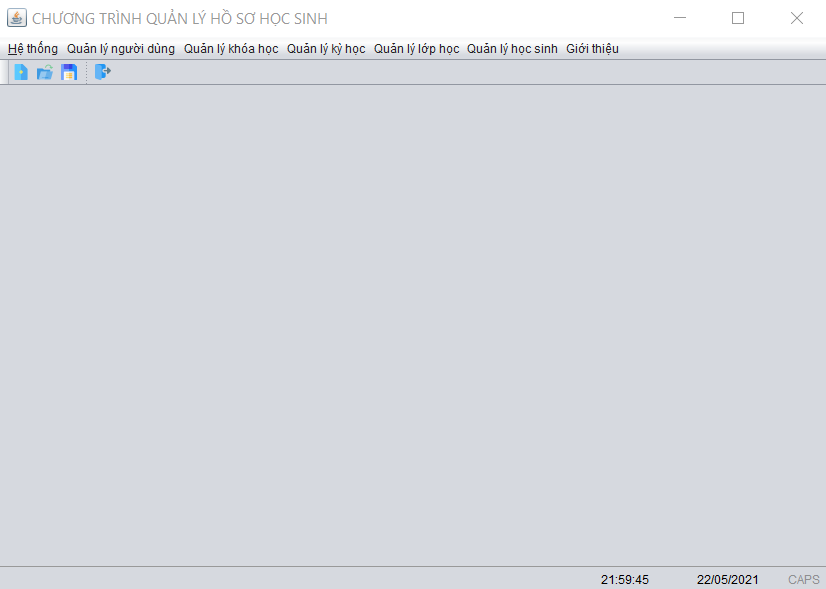 CHƯƠNG TRÌNH QUẢN LÝ HỒ SƠ HỌC SINH
Hệ thống Quản lý người dùng Quản lý khóa học Quản lý kỳ học Quản lý lớp học Quản lý học sinh Giới thiệu
21:59:45 22/05/2021 CAPS